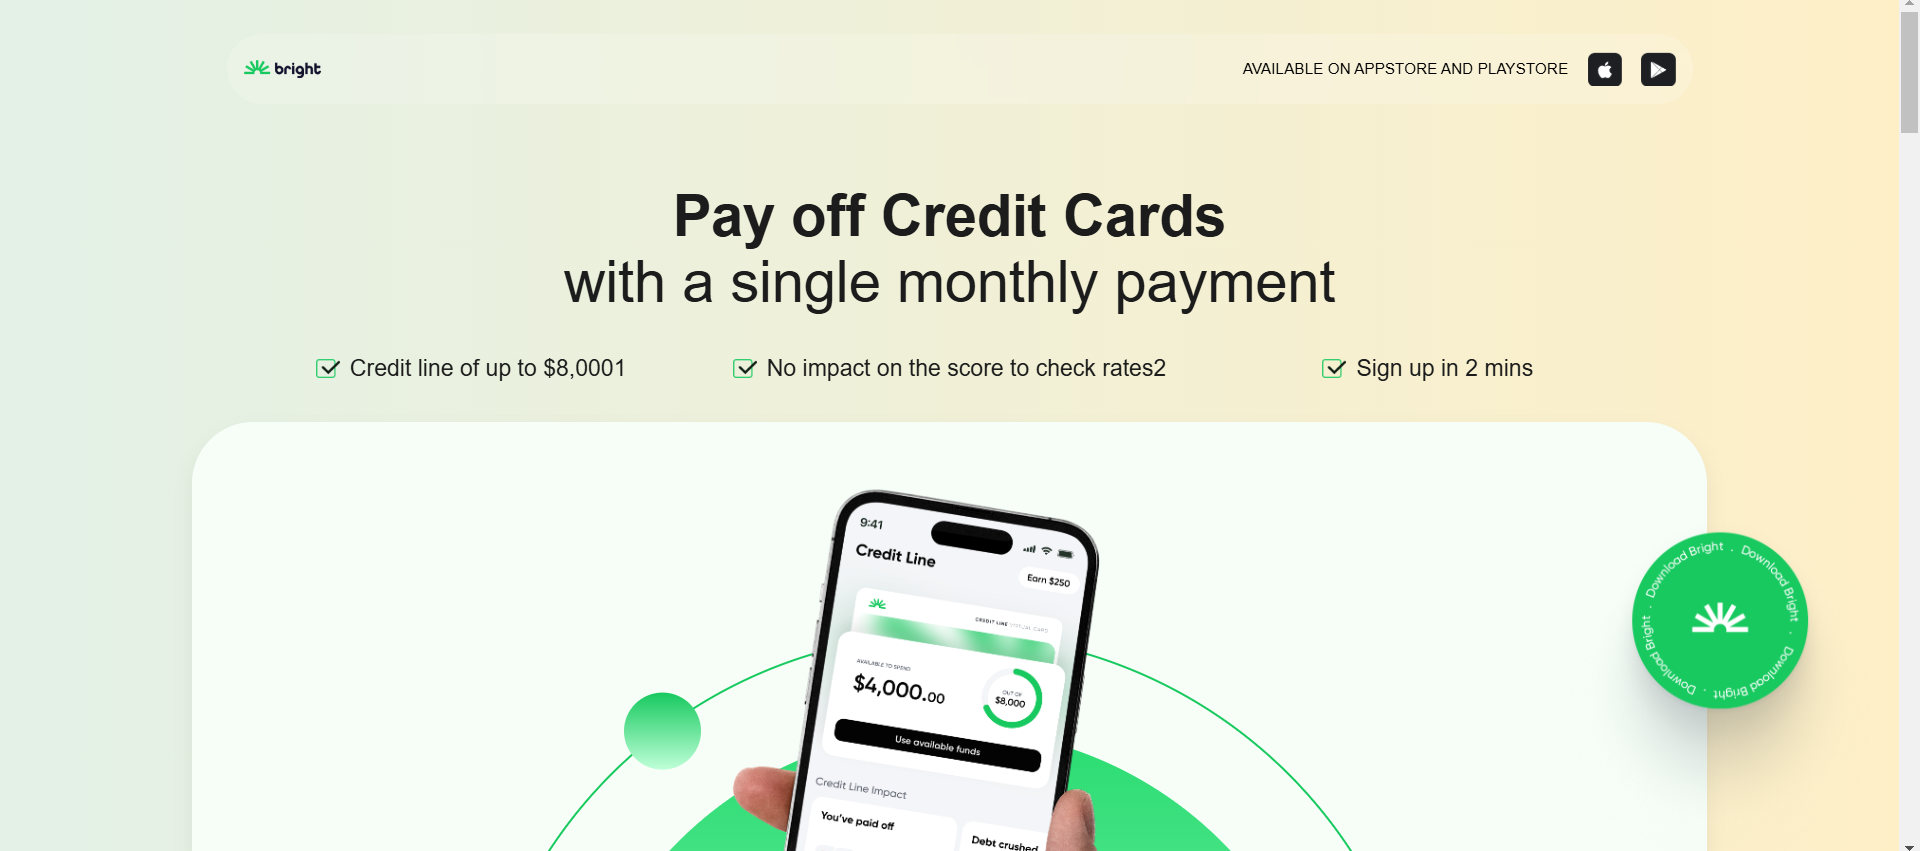 bright
AVAILABLE ON APPSTORE AND PLAYSTORE
Pay off Credit Cards
with a single monthly payment
Credit line of up to $8,0001
No impact on the score to check rates2
Sign up in 2 mins
9:41
Credit Line
Earn $250
CREDIT LINE VIRTUAL CARD
AVAILABLE TO SPEND
$4,000.00
OUT OF
$8,000
Use available funds
Credit Line Impact
You've paid off
Debt crushed
Download Bright · Download Bright · Download Bright · Download Bright ·